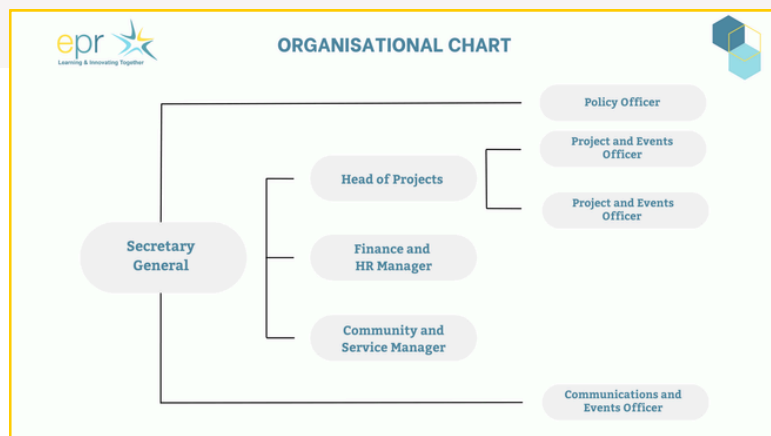 epr
Learning & Innovating Together
ORGANISATIONAL CHART
Policy Officer
Project and Events
Officer
Head of Projects
Project and Events
Officer
Secretary
General
Finance and
HR Manager
Community and
Service Manager
Communications and
Events Officer